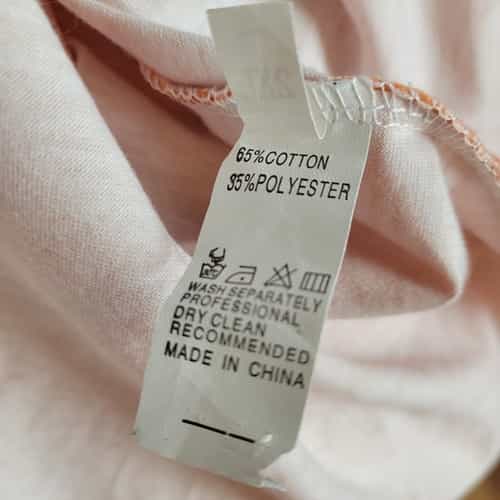 65%COTTON
35%POLYESTER
WASH SEPARATELY
PROFESSIONAL
DRY CLEAN
RECOMMENDED
MADE IN CHINA